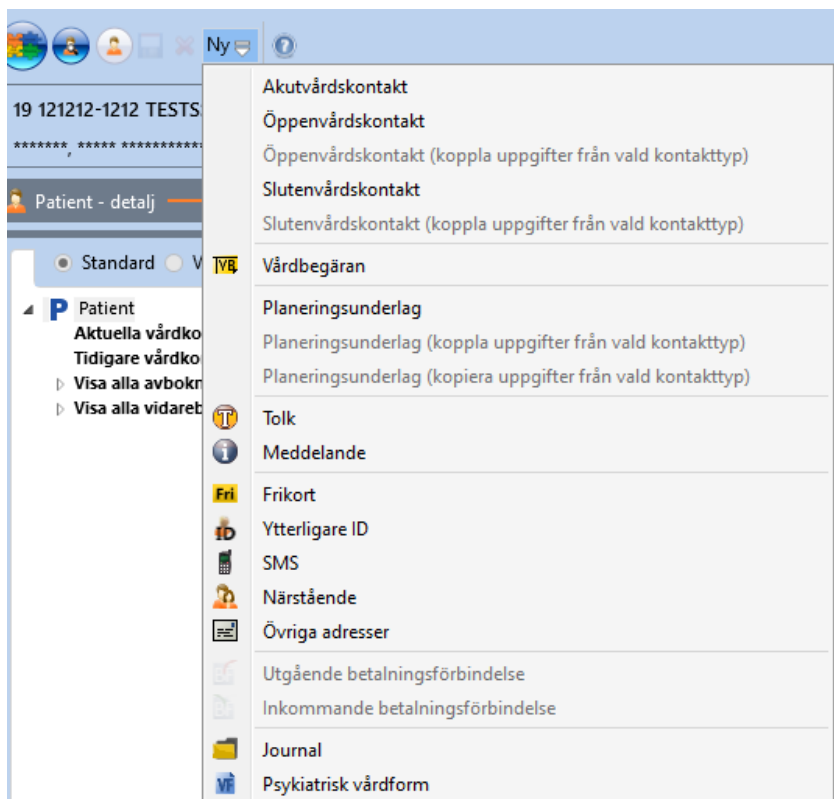 Ny
19 121212-1212 TESTS
*******, ***** ************
Patient - detalj
Standard V
P Patient
Aktuella vårdko
Tidigare vårdko
Visa alla avbokn
Visa alla vidareb
Akutvårdskontakt
Öppenvårdskontakt
Öppenvårdskontakt (koppla uppgifter från vald kontakttyp)
Slutenvårdskontakt
Slutenvårdskontakt (koppla uppgifter från vald kontakttyp)
VB Vårdbegäran
Planeringsunderlag
Planeringsunderlag (koppla uppgifter från vald kontakttyp)
Planeringsunderlag (kopiera uppgifter från vald kontakttyp)
T Tolk
i Meddelande
Fri Frikort
ID Ytterligare ID
SMS
Närstående
Övriga adresser
Utgående betalningsförbindelse
Inkommande betalningsförbindelse
Journal
VF Psykiatrisk vårdform